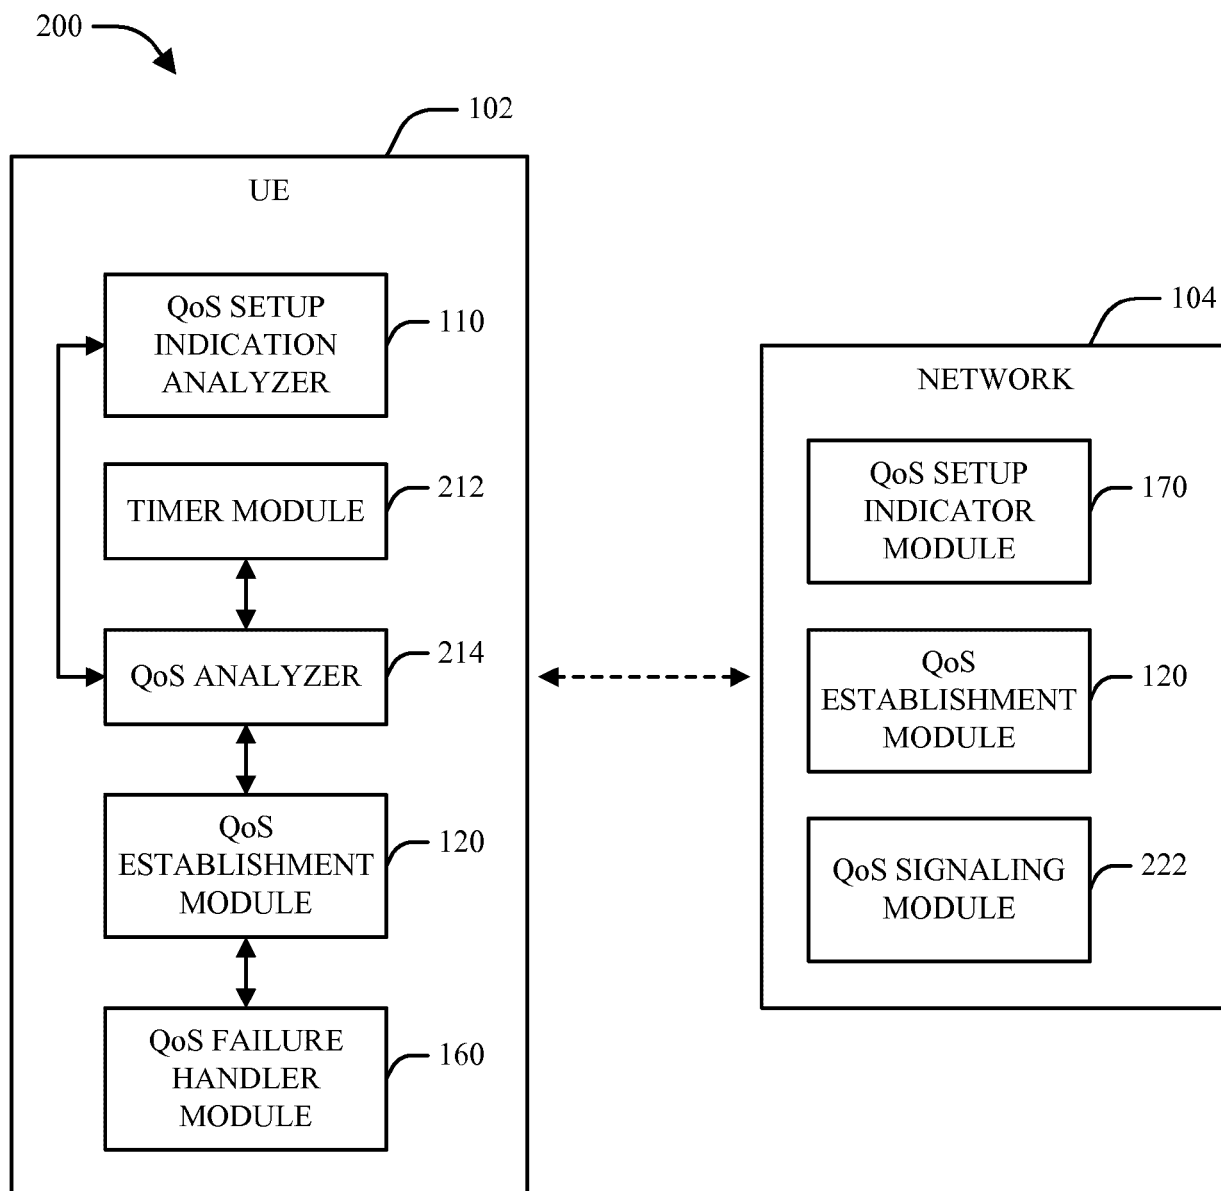 200
102
UE
QoS SETUP
INDICATION
ANALYZER
110
TIMER MODULE
212
QoS ANALYZER
214
QoS
ESTABLISHMENT
MODULE
120
QoS FAILURE
HANDLER
MODULE
160
104
NETWORK
QoS SETUP
INDICATOR
MODULE
170
QoS
ESTABLISHMENT
MODULE
120
QoS SIGNALING
MODULE
222